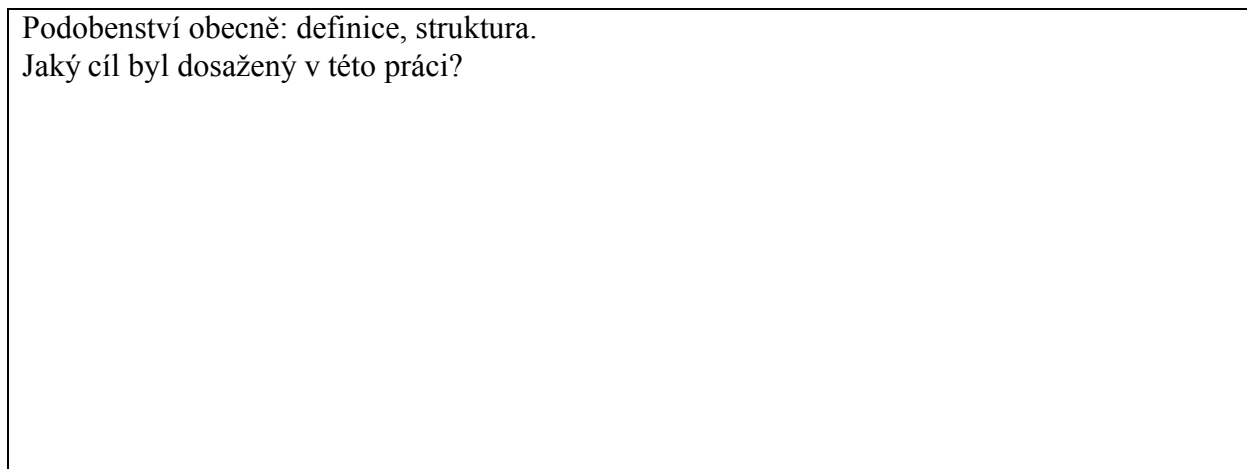 Podobenství obecně: definice, struktura.
Jaký cíl byl dosažený v této práci?